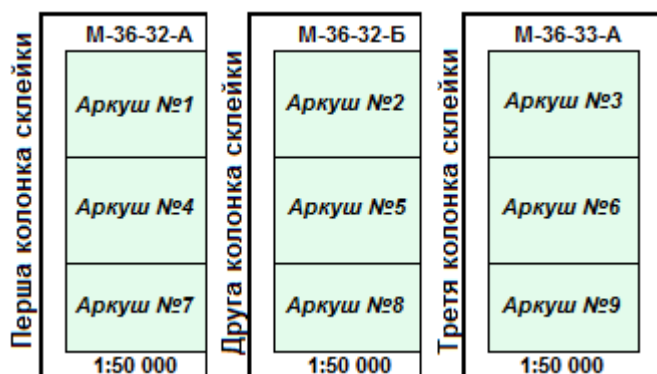 Перша колонка склейки
М-36-32-А
Аркуш №1
Аркуш №4
Аркуш №7
1:50 000
Друга колонка склейки
М-36-32-Б
Аркуш №2
Аркуш №5
Аркуш №8
1:50 000
Третя колонка склейки
М-36-33-А
Аркуш №3
Аркуш №6
Аркуш №9
1:50 000